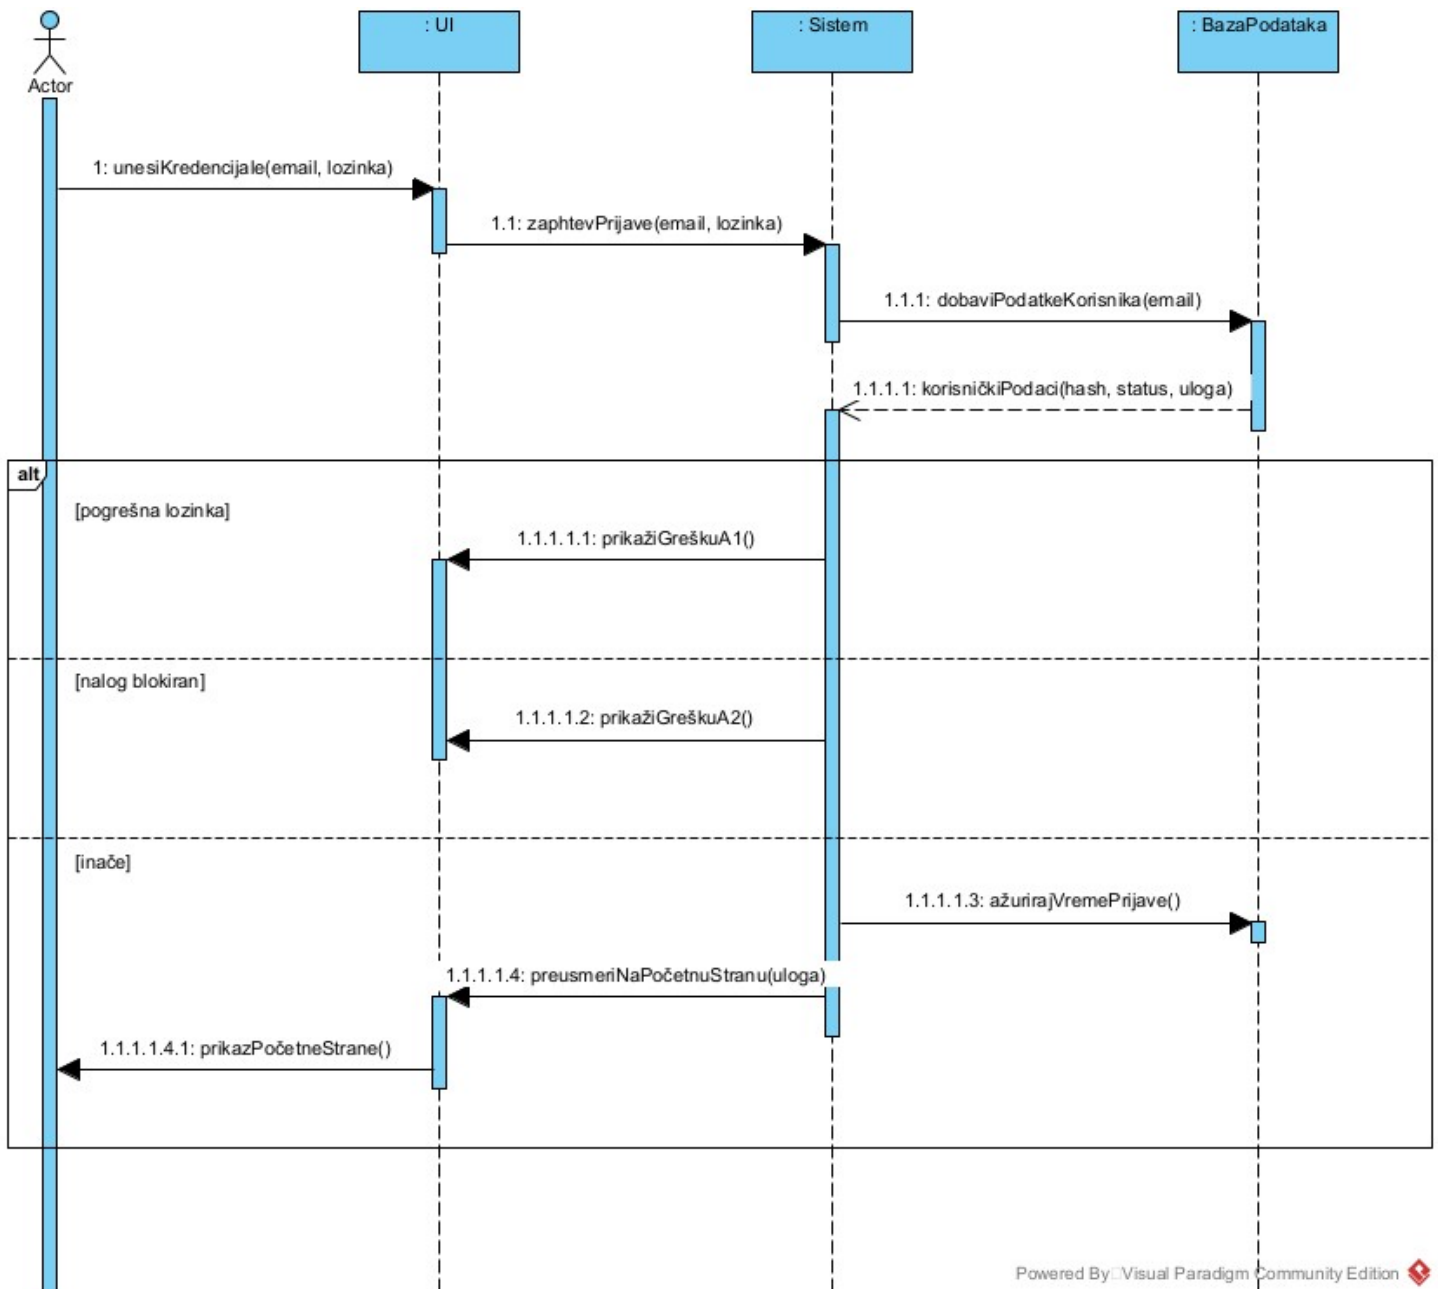 : UI
: Sistem
: BazaPodataka
Actor
1: unesiKredencijale(email, lozinka)
1.1: zaphtevPrijave(email, lozinka)
1.1.1: dobaviPodatkeKorisnika(email)
1.1.1.1: korisničkiPodaci(hash, status, uloga)
alt
[pogrešna lozinka]
1.1.1.1.1: prikažiGreškuA1()
[nalog blokiran]
1.1.1.1.2: prikažiGreškuA2()
[inače]
1.1.1.1.3: ažurirajVremePrijave()
1.1.1.1.4: preusmeriNaPočetnuStranu(uloga)
1.1.1.1.4.1: prikazPočetneStrane()
Powered By Visual Paradigm Community Edition